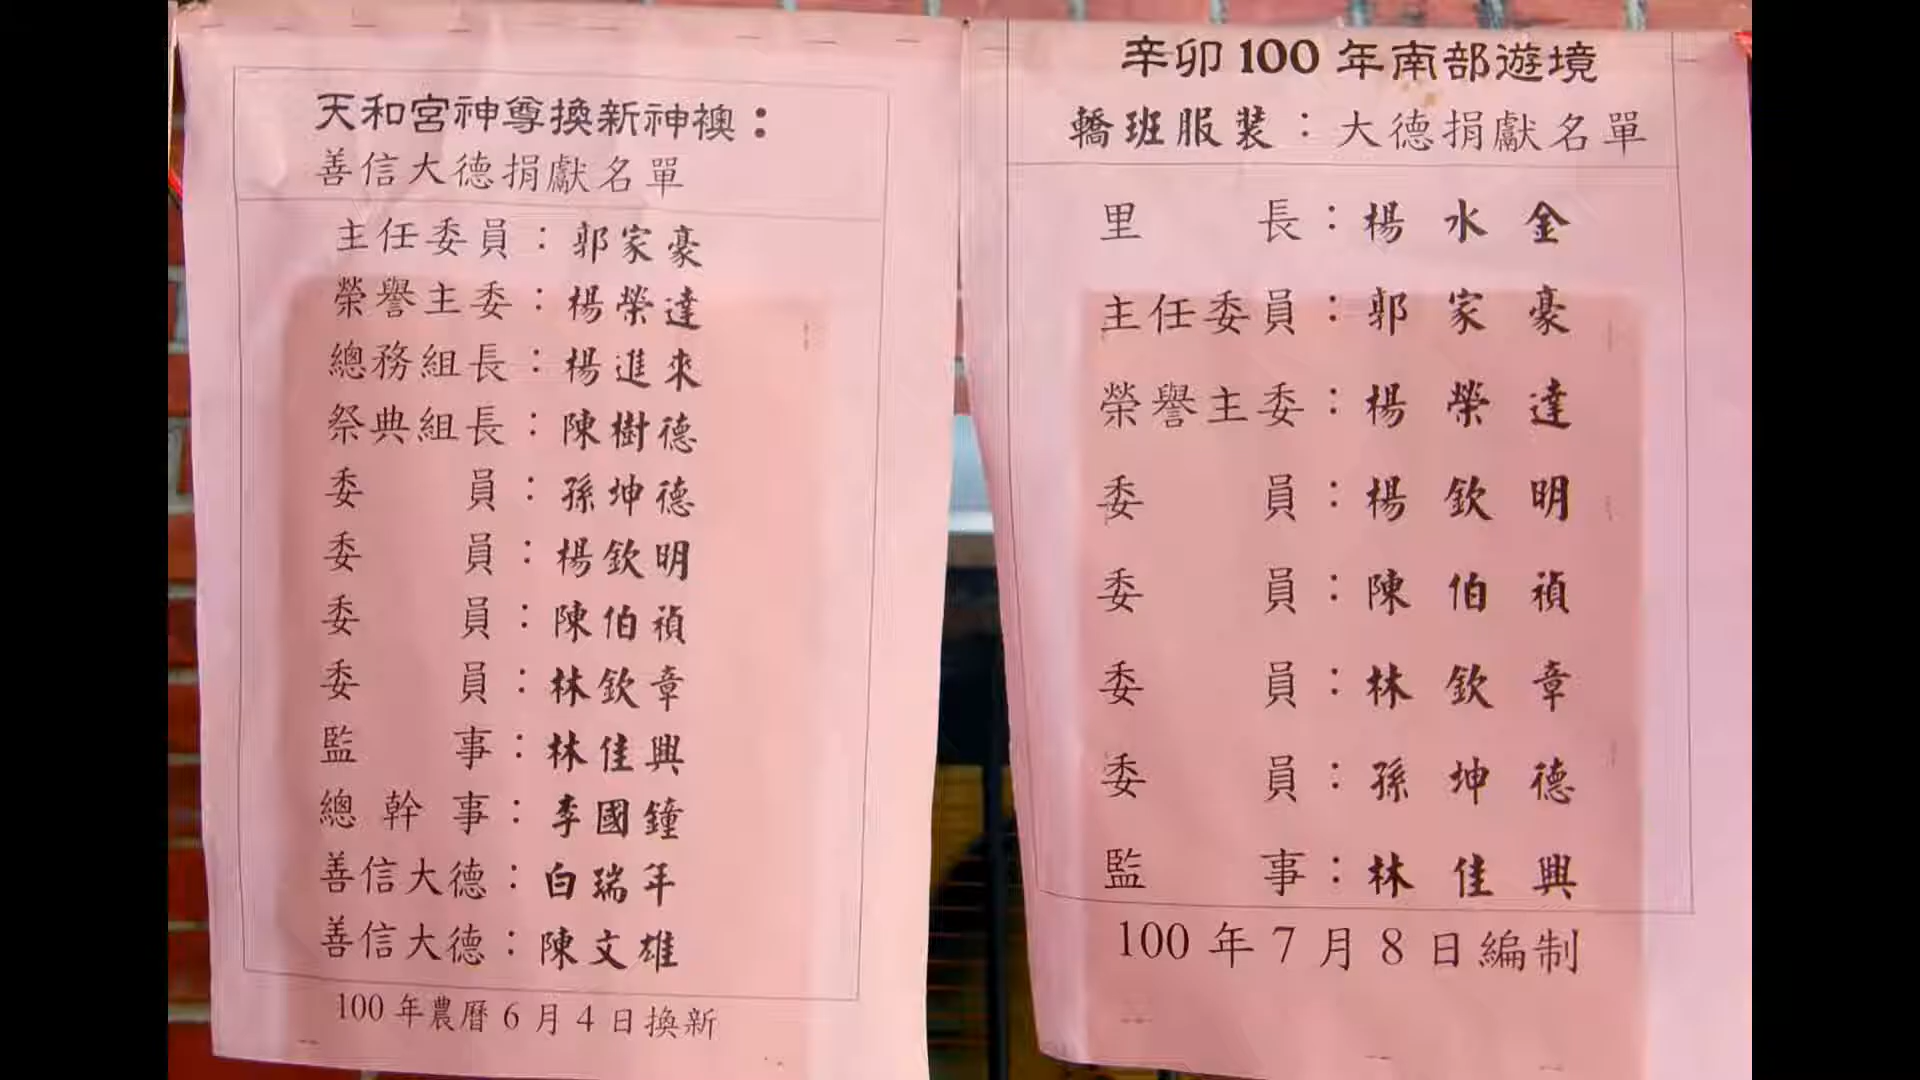 天和宮神尊換新神襖：
善信大德捐獻名單
主任委員：郭家豪
榮譽主委：楊榮達
總務組長：楊進來
祭典組長：陳樹德
委員：孫坤德
委員：楊欽明
委員：陳伯禎
委員：林欽章
監事：林佳興
總幹事：李國鐘
善信大德：白瑞年
善信大德：陳文雄
100年農曆6月4日換新
辛卯100年南部遊境
轎班服裝：大德捐獻名單
里長：楊水金
主任委員：郭家豪
榮譽主委：楊榮達
委員：楊欽明
委員：陳伯禎
委員：林欽章
委員：孫坤德
監事：林佳興
100年7月8日編制